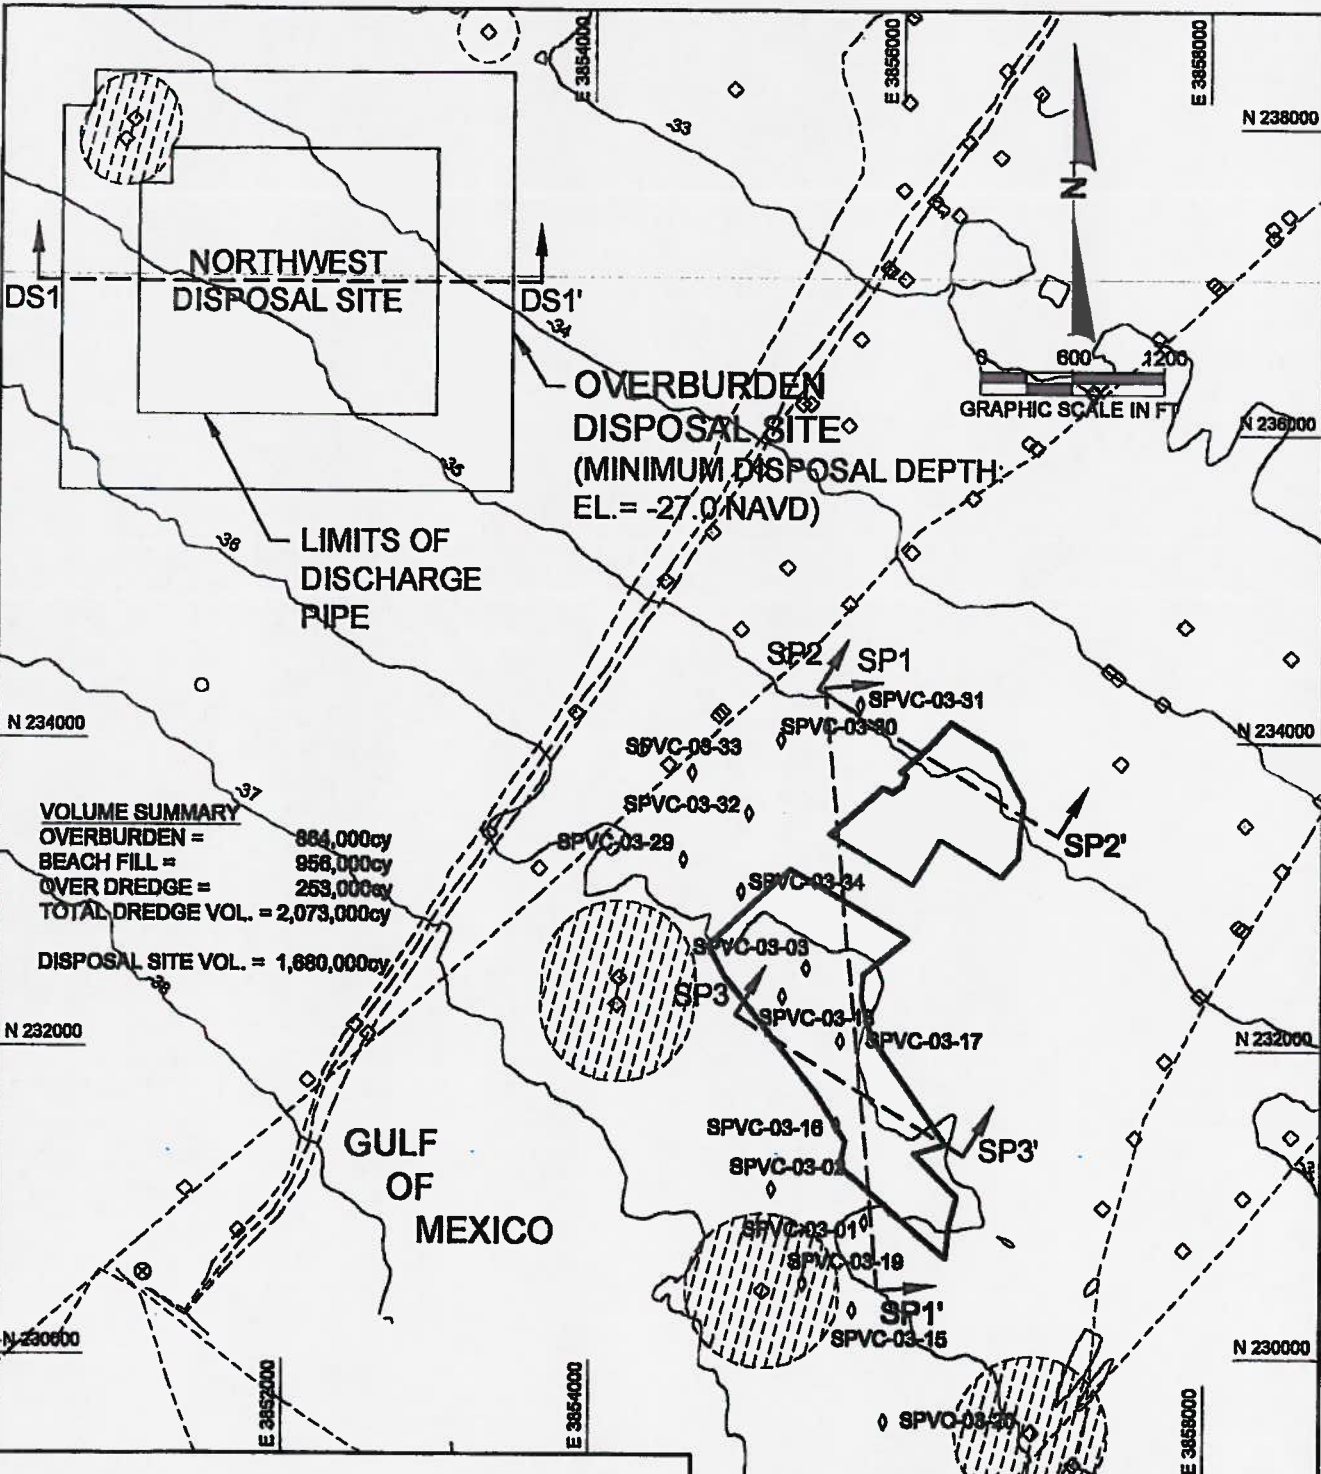 E 3854000
E 3856000
E 3858000
N 238000
-33
N
NORTHWEST
DISPOSAL SITE
DS1
DS1'
-34
0 600 1200
GRAPHIC SCALE IN FT
OVERBURDEN
DISPOSAL SITE
(MINIMUM DISPOSAL DEPTH
EL.= -27.0 NAVD)
N 236000
-35
-36
LIMITS OF
DISCHARGE
PIPE
SP2
SP1
SPVC-03-31
SPVC-03-30
N 234000
N 234000
SPVC-03-33
-37
SPVC-03-32
SP2'
SPVC-03-29
SPVC-03-34
VOLUME SUMMARY
OVERBURDEN = 864,000cy
BEACH FILL = 956,000cy
OVER DREDGE = 253,000cy
TOTAL DREDGE VOL. = 2,073,000cy
DISPOSAL SITE VOL. = 1,680,000cy
-38
SPVC-03-03
SP3
SPVC-03-18
SPVC-03-17
N 232000
N 232000
SPVC-03-16
SP3'
SPVC-03-02
GULF
OF
MEXICO
SPVC-03-01
SPVC-03-19
SP1'
SPVC-03-15
N 230000
N 230000
SPVC-03-20
E 3852000
E 3854000
E 3858000